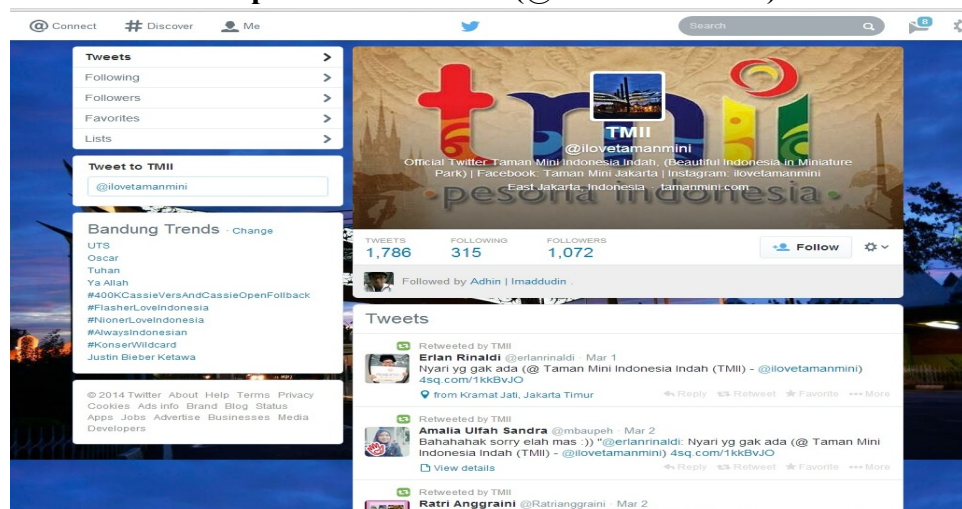 Connect
Discover
Me
Search
8
Tweets
Following
Followers
Favorites
Lists
Tweet to TMII
@ilovetamanmini
Bandung Trends · Change
UTS
Oscar
Tuhan
Ya Allah
#400KCassieVersAndCassieOpenFollback
#FlasherLoveIndonesia
#NionerLoveIndonesia
#AlwaysIndonesian
#KonserWildcard
Justin Bieber Ketawa
© 2014 Twitter About Help Terms Privacy
Cookies Ads info Brand Blog Status
Apps Jobs Advertise Businesses Media
Developers
tmii
pesona indonesia
TMII
@ilovetamanmini
Official Twitter Taman Mini Indonesia Indah, (Beautiful Indonesia in Miniature
Park) | Facebook: Taman Mini Jakarta | Instagram: ilovetamanmini
East Jakarta, Indonesia · tamanmini.com
TWEETS FOLLOWING FOLLOWERS
1,786 315 1,072
Follow
Followed by Adhin | Imaddudin .
Tweets
Retweeted by TMII
Erlan Rinaldi @erlanrinaldi · Mar 1
Nyari yg gak ada (@ Taman Mini Indonesia Indah (TMII) - @ilovetamanmini)
4sq.com/1kkBvJO
from Kramat Jati, Jakarta Timur
Reply Retweet Favorite More
Retweeted by TMII
Amalia Ulfah Sandra @mbaupeh · Mar 2
Bahahahak sorry elah mas :)) "@erlanrinaldi: Nyari yg gak ada (@ Taman Mini
Indonesia Indah (TMII) - @ilovetamanmini) 4sq.com/1kkBvJO
View details
Reply Retweet Favorite More
Retweeted by TMII
Ratri Anggraini @Ratrianggraini · Mar 2